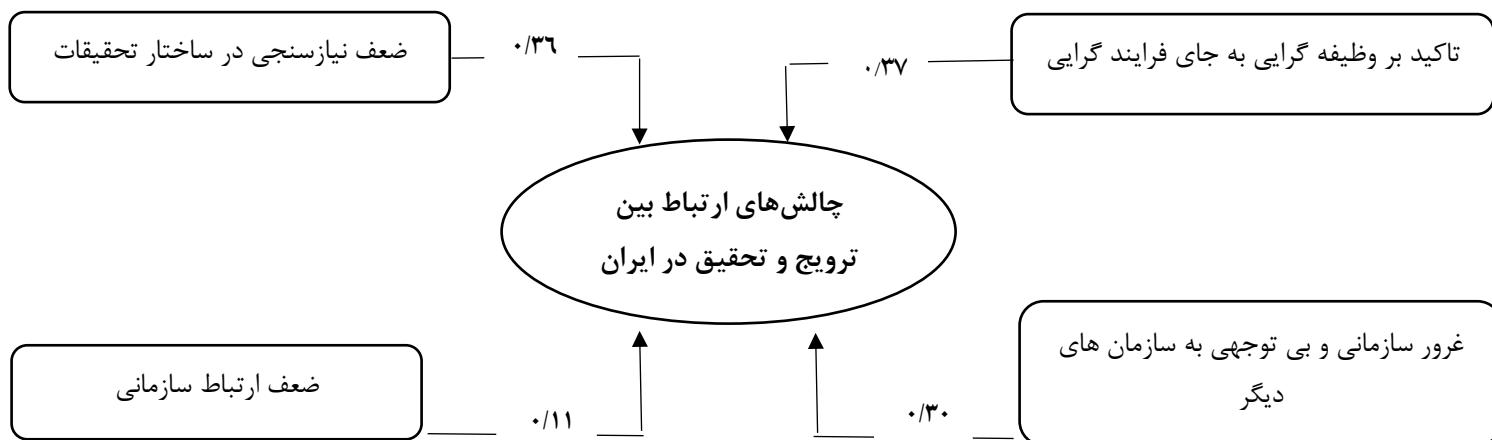 تاکید بر وظیفه گرایی به جای فرایند گرایی
۰/۳۷
۰/۳۶
ضعف نیازسنجی در ساختار تحقیقات
چالش‌های ارتباط بین
ترویج و تحقیق در ایران
غرور سازمانی و بی توجهی به سازمان های
دیگر
۰/۳۰
۰/۱۱
ضعف ارتباط سازمانی